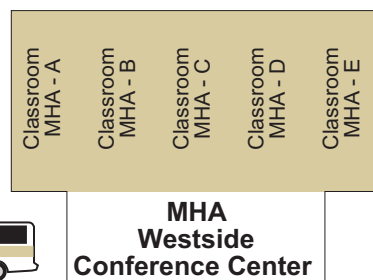 Classroom
MHA - A
Classroom
MHA - B
Classroom
MHA - C
Classroom
MHA - D
Classroom
MHA - E
MHA
Westside
Conference Center